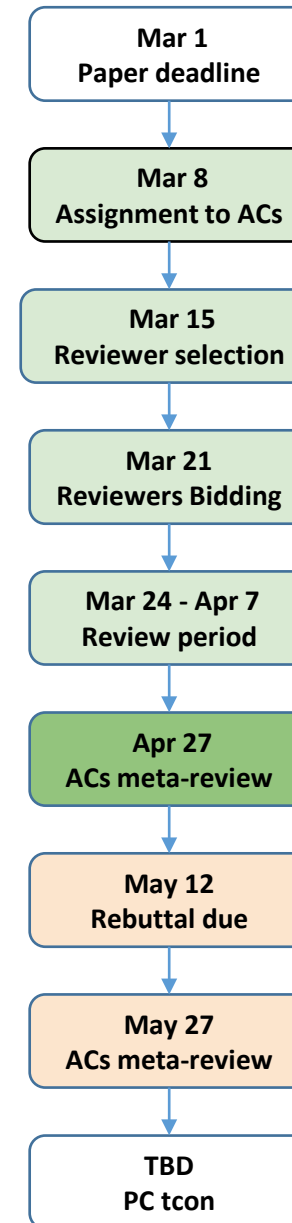 Mar 1
Paper deadline
Mar 8
Assignment to ACs
Mar 15
Reviewer selection
Mar 21
Reviewers Bidding
Mar 24 - Apr 7
Review period
Apr 27
ACs meta-review
May 12
Rebuttal due
May 27
ACs meta-review
TBD
PC tcon